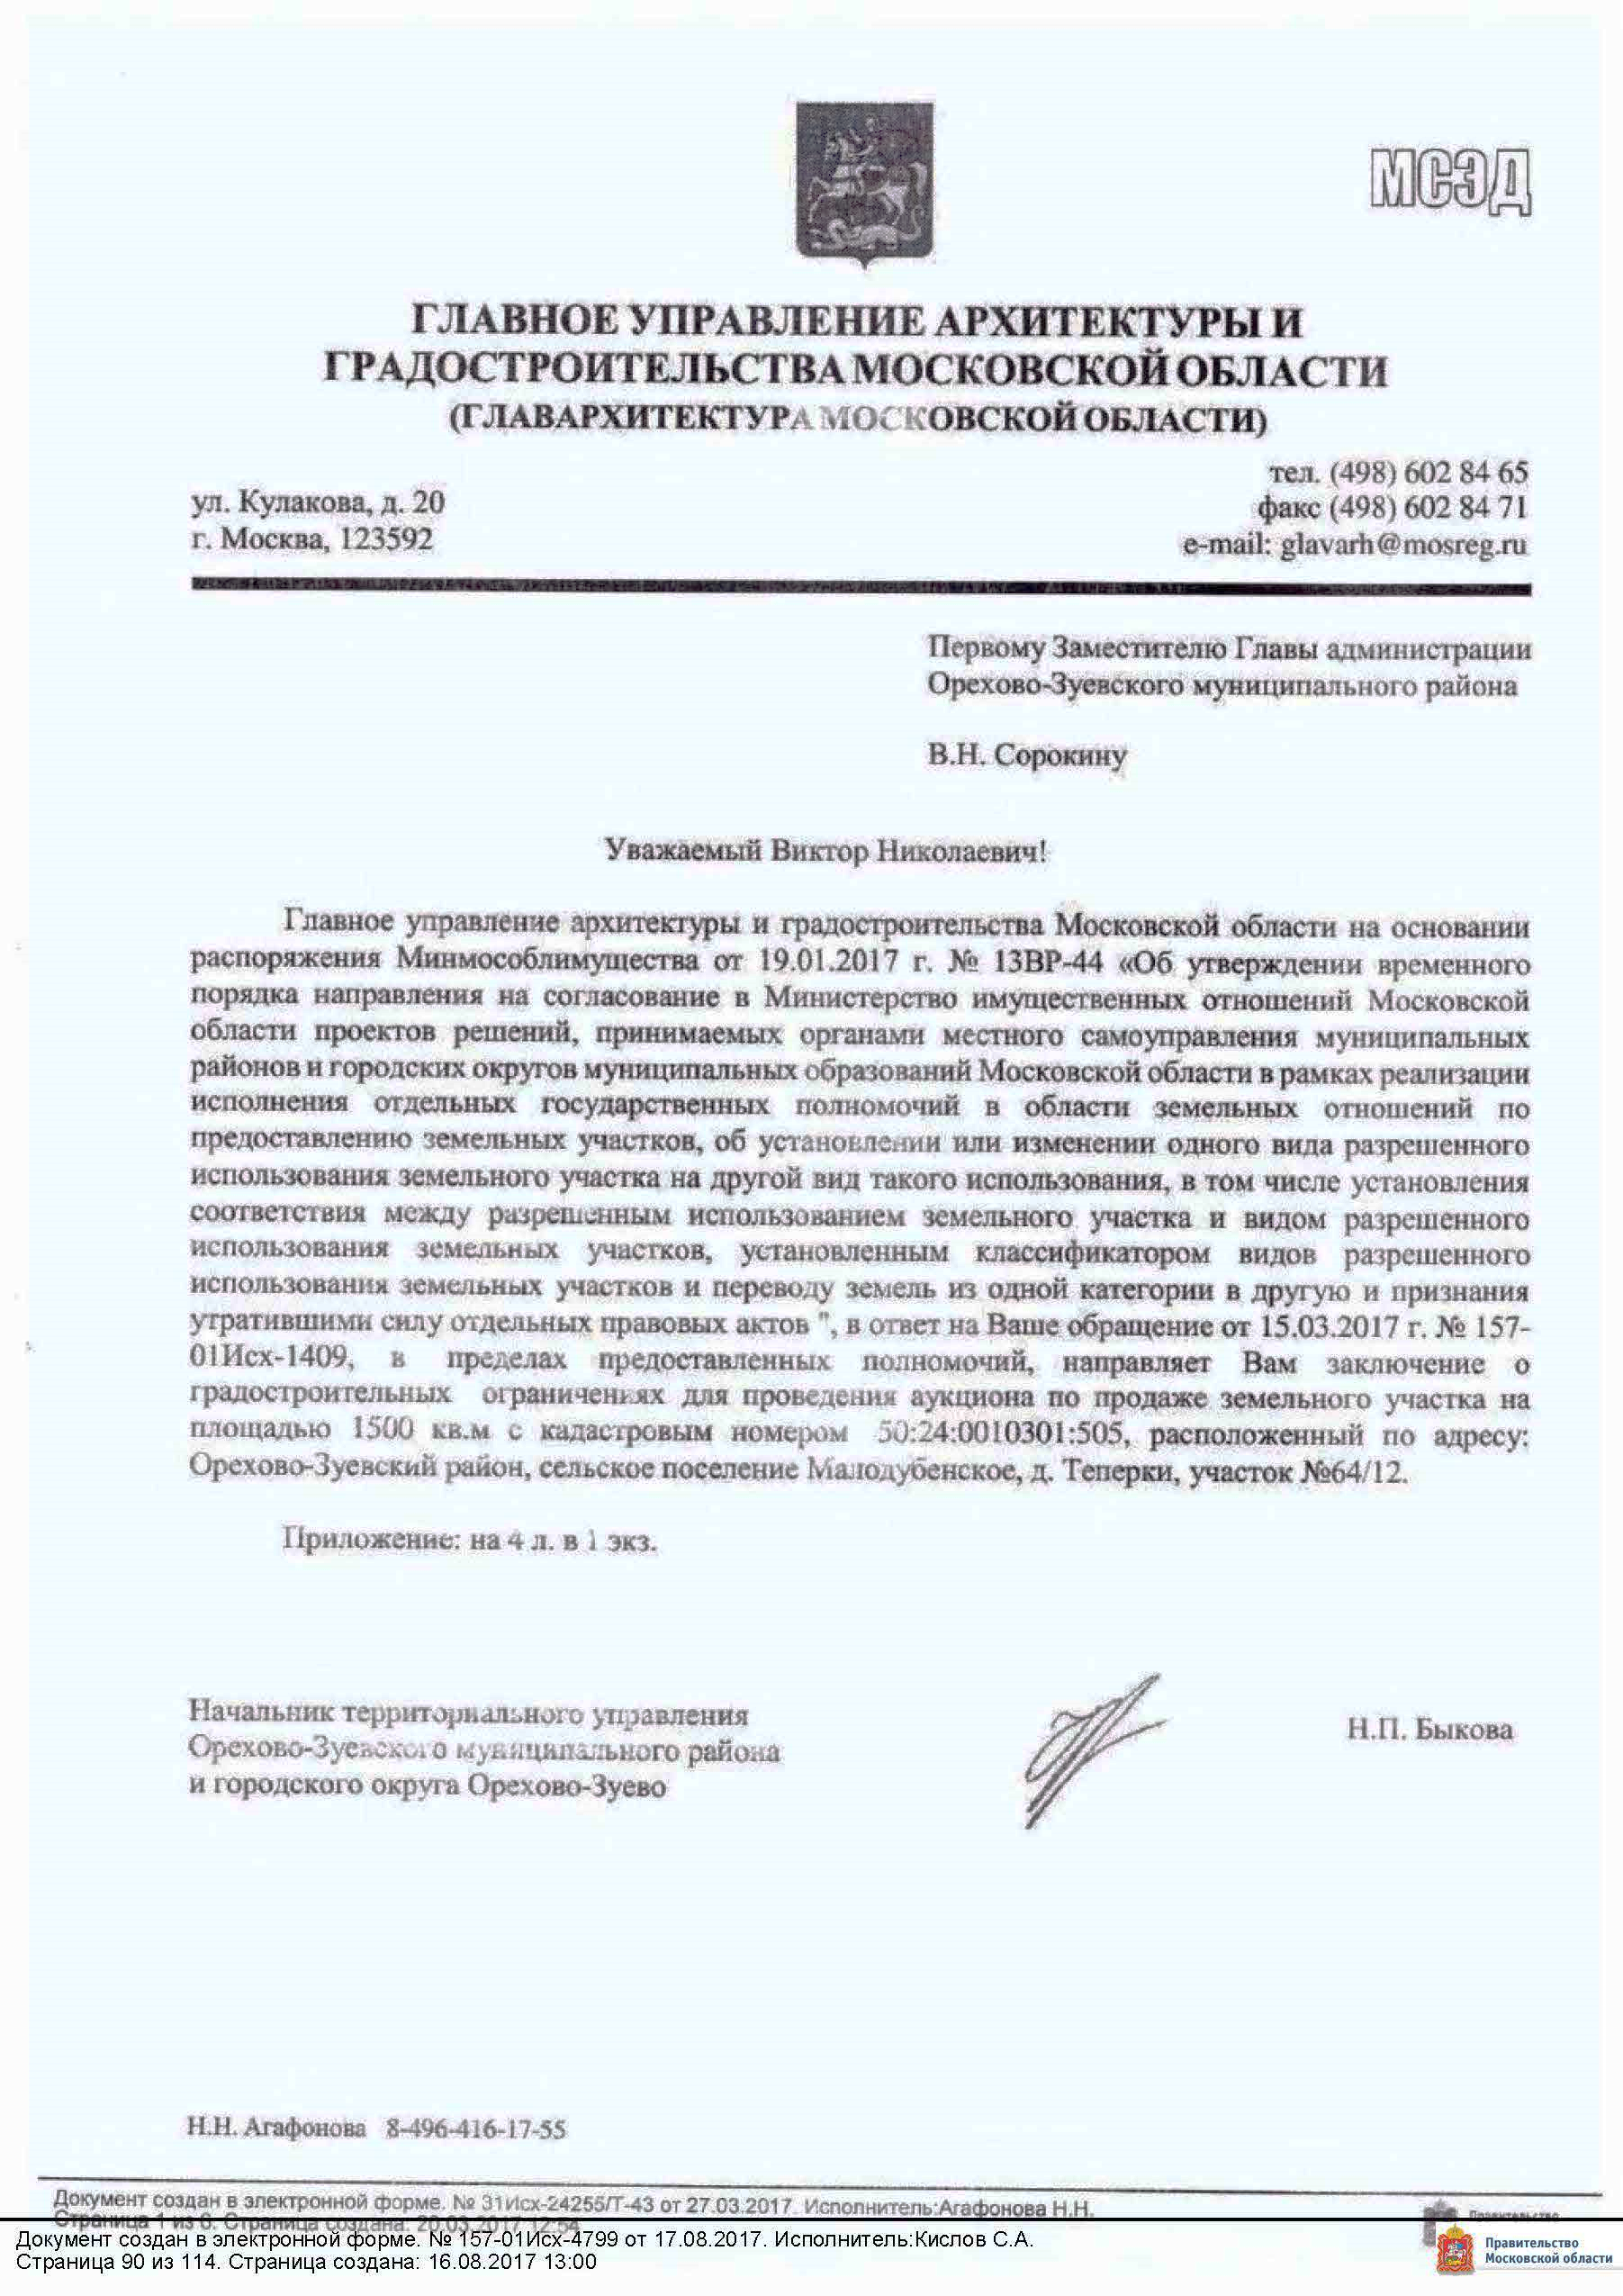 МСЭД
ГЛАВНОЕ УПРАВЛЕНИЕ АРХИТЕКТУРЫ И
ГРАДОСТРОИТЕЛЬСТВА МОСКОВСКОЙ ОБЛАСТИ
(ГЛАВАРХИТЕКТУРА МОСКОВСКОЙ ОБЛАСТИ)
ул. Кулакова, д. 20
г. Москва, 123592
тел. (498) 602 84 65
факс (498) 602 84 71
e-mail: glavarh@mosreg.ru
Первому Заместителю Главы администрации
Орехово-Зуевского муниципального района
В.Н. Сорокину
Уважаемый Виктор Николаевич!
Главное управление архитектуры и градостроительства Московской области на основании
распоряжения Минмособлимущества от 19.01.2017 г. № 13ВР-44 «Об утверждении временного
порядка направления на согласование в Министерство имущественных отношений Московской
области проектов решений, принимаемых органами местного самоуправления муниципальных
районов и городских округов муниципальных образований Московской области в рамках реализации
исполнения отдельных государственных полномочий в области земельных отношений по
предоставлению земельных участков, об установлении или изменении одного вида разрешенного
использования земельного участка на другой вид такого использования, в том числе установления
соответствия между разрешенным использованием земельного участка и видом разрешенного
использования земельных участков, установленным классификатором видов разрешенного
использования земельных участков и переводу земель из одной категории в другую и признания
утратившими силу отдельных правовых актов ", в ответ на Ваше обращение от 15.03.2017 г. № 157-
01Исх-1409, в пределах предоставленных полномочий, направляет Вам заключение о
градостроительных ограничениях для проведения аукциона по продаже земельного участка на
площадью 1500 кв.м с кадастровым номером 50:24:0010301:505, расположенный по адресу:
Орехово-Зуевский район, сельское поселение Малодубенское, д. Теперки, участок №64/12.
Приложение: на 4 л. в 1 экз.
Начальник территориального управления
Орехово-Зуевского муниципального района
и городского округа Орехово-Зуево
Н.П. Быкова
Н.Н. Агафонова 8-496-416-17-55
Документ создан в электронной форме. № 31Исх-24255/Т-43 от 27.03.2017. Исполнитель:Агафонова Н.Н.
Страница 1 из 6. Страница создана: 20.03.2017 12:54
Правительство
Документ создан в электронной форме. № 157-01Исх-4799 от 17.08.2017. Исполнитель:Кислов С.А.
Страница 90 из 114. Страница создана: 16.08.2017 13:00
Правительство
Московской области